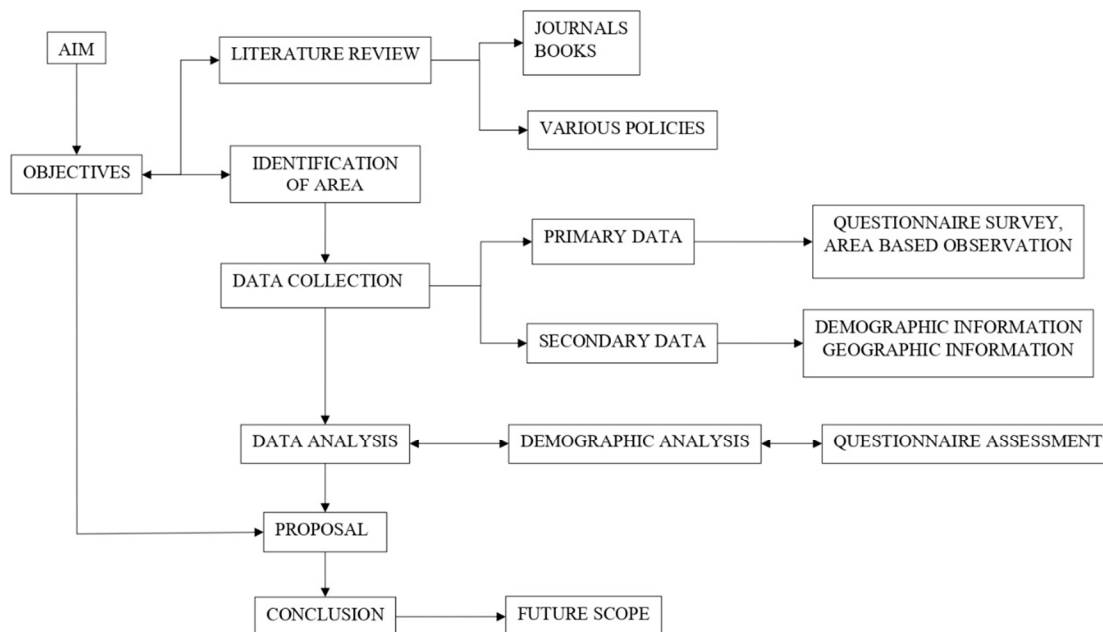 AIM
LITERATURE REVIEW
JOURNALS
BOOKS
VARIOUS POLICIES
OBJECTIVES
IDENTIFICATION
OF AREA
PRIMARY DATA
QUESTIONNAIRE SURVEY,
AREA BASED OBSERVATION
DATA COLLECTION
SECONDARY DATA
DEMOGRAPHIC INFORMATION
GEOGRAPHIC INFORMATION
DATA ANALYSIS
DEMOGRAPHIC ANALYSIS
QUESTIONNAIRE ASSESSMENT
PROPOSAL
CONCLUSION
FUTURE SCOPE